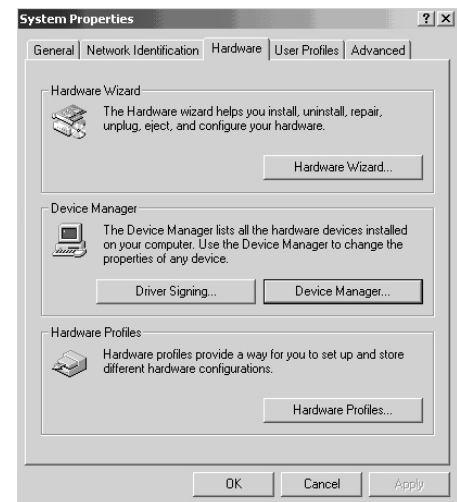 System Properties
? ×
General Network Identification Hardware User Profiles Advanced
Hardware Wizard
The Hardware wizard helps you install, uninstall, repair,
unplug, eject, and configure your hardware.
Hardware Wizard...
Device Manager
The Device Manager lists all the hardware devices installed
on your computer. Use the Device Manager to change the
properties of any device.
Driver Signing... Device Manager...
Hardware Profiles
Hardware profiles provide a way for you to set up and store
different hardware configurations.
Hardware Profiles...
OK Cancel Apply